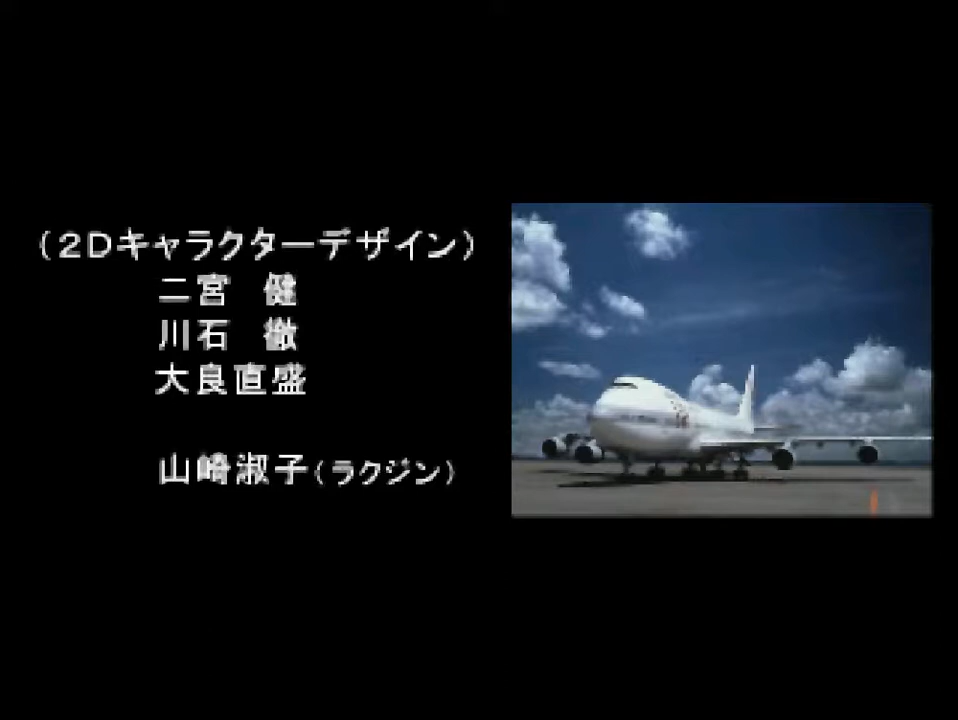 （２Ｄキャラクターデザイン）
二宮　健
川石　徹
大良直盛
山崎淑子（ラクジン）